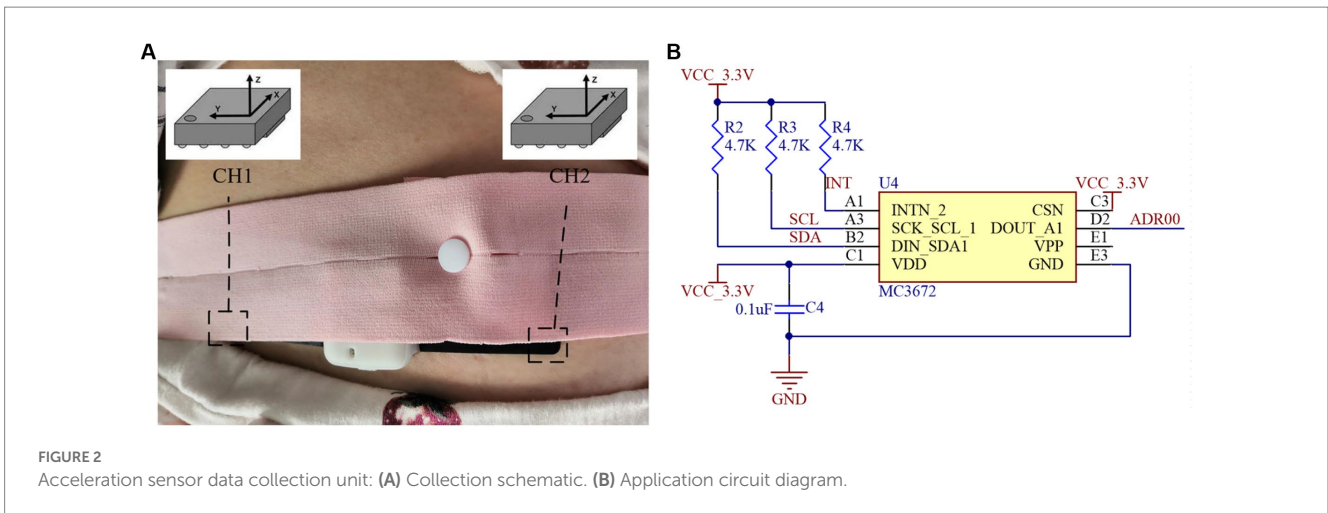 A
Z
X
Y
CH1
Z
X
Y
CH2
B
VCC_3.3V
R2
4.7K
R3
4.7K
R4
4.7K
INT
SCL
SDA
A1
A3
B2
C1
U4
INTN_2
SCK_SCL_1
DIN_SDA1
VDD
CSN
DOUT_A1
VPP
GND
MC3672
VCC_3.3V
C3
D2
E1
E3
ADR00
VCC_3.3V
0.1uF
C4
GND
FIGURE 2
Acceleration sensor data collection unit: (A) Collection schematic. (B) Application circuit diagram.